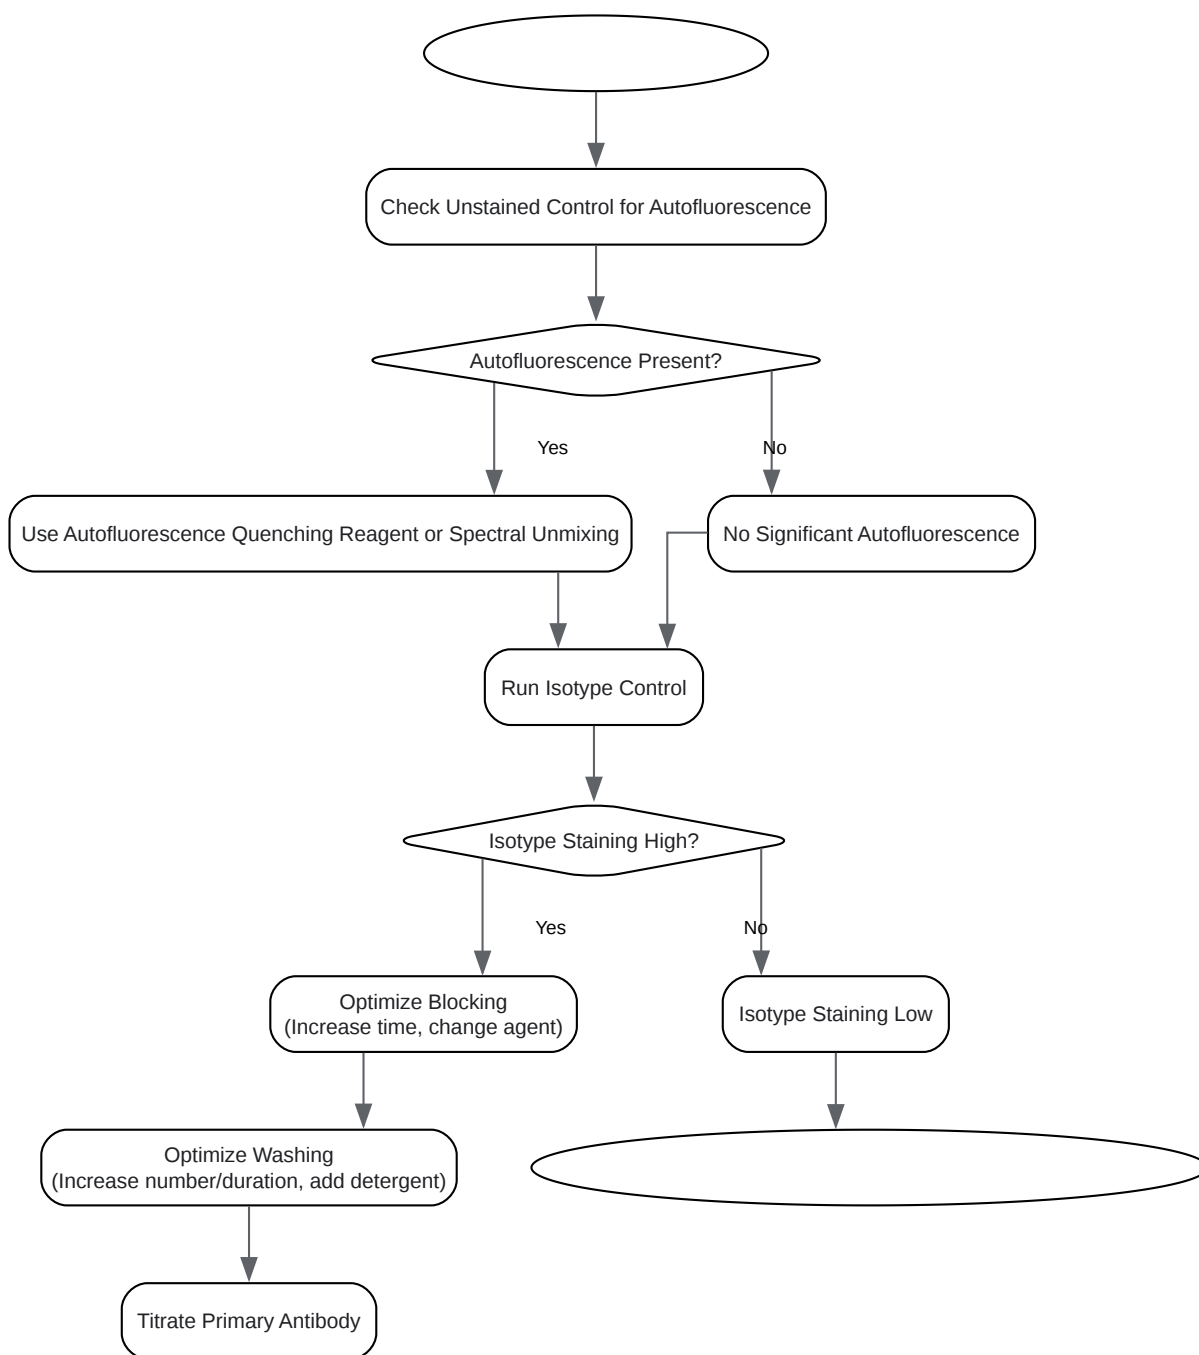 Check Unstained Control for Autofluorescence
Autofluorescence Present?
Yes
No
Use Autofluorescence Quenching Reagent or Spectral Unmixing
No Significant Autofluorescence
Run Isotype Control
Isotype Staining High?
Yes
No
Optimize Blocking
(Increase time, change agent)
Isotype Staining Low
Optimize Washing
(Increase number/duration, add detergent)
Titrate Primary Antibody